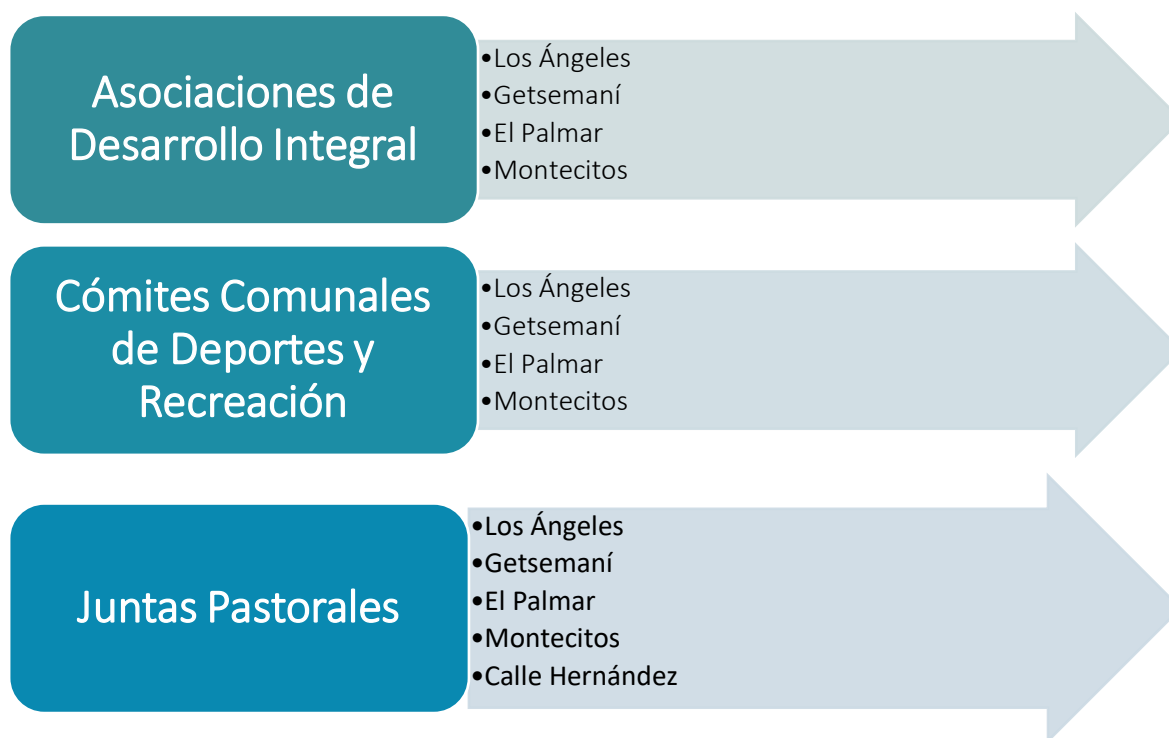 Asociaciones de
Desarrollo Integral
•Los Ángeles
•Getsemaní
•El Palmar
•Montecitos
Cómites Comunales
de Deportes y
Recreación
•Los Ángeles
•Getsemaní
•El Palmar
•Montecitos
Juntas Pastorales
•Los Ángeles
•Getsemaní
•El Palmar
•Montecitos
•Calle Hernández